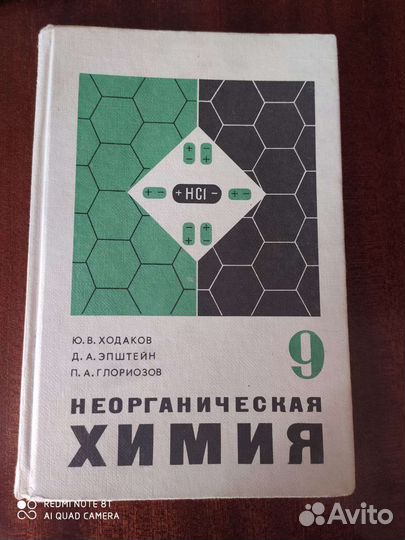 + HCl -
Ю. В. ХОДАКОВ
Д. А. ЭПШТЕЙН
П. А. ГЛОРИОЗОВ
9
НЕОРГАНИЧЕСКАЯ
ХИМИЯ
REDMI NOTE 8T
AI QUAD CAMERA
Avito